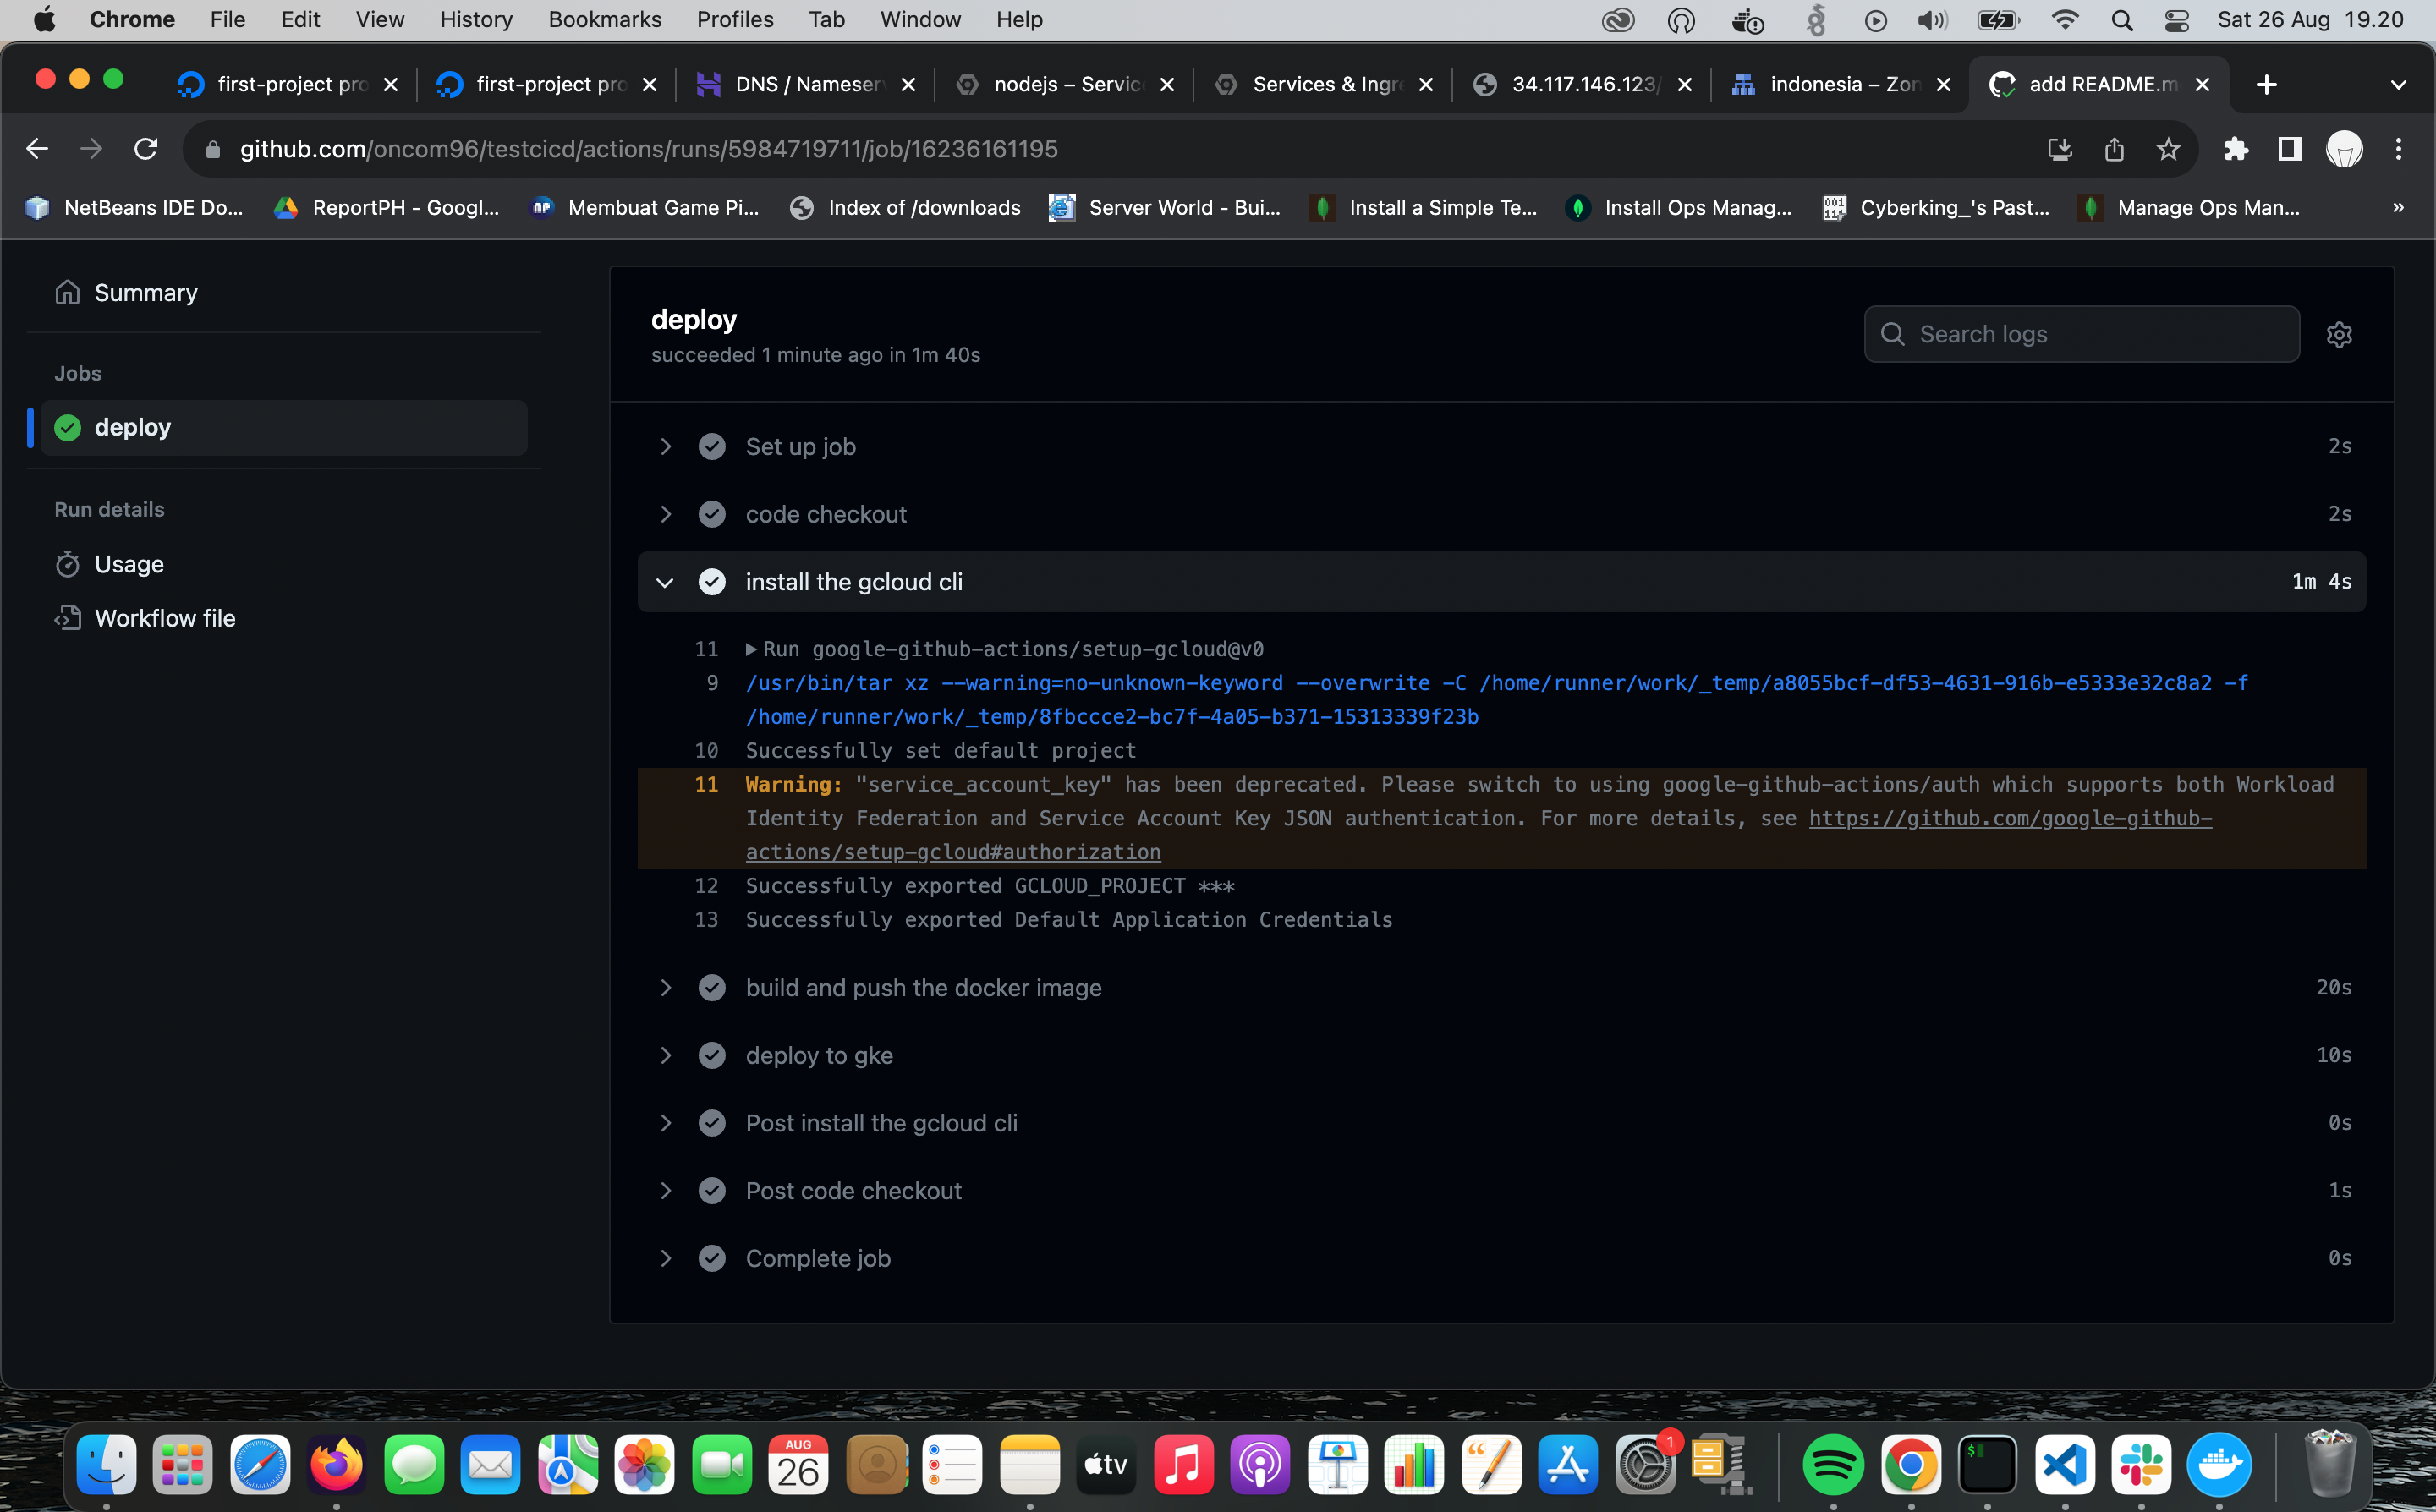 Chrome File Edit View History Bookmarks Profiles Tab Window Help Sat 26 Aug 19.20
first-project pro first-project pro DNS / Nameser nodejs – Servic Services & Ingre 34.117.146.123/ indonesia – Zon add README.m
github.com/oncom96/testcicd/actions/runs/5984719711/job/16236161195
NetBeans IDE Do... ReportPH - Googl... Membuat Game Pi... Index of /downloads Server World - Bui... Install a Simple Te... Install Ops Manag... Cyberking_'s Past... Manage Ops Man... »
Summary
Jobs
deploy
Run details
Usage
Workflow file
deploy
succeeded 1 minute ago in 1m 40s
Search logs
Set up job 2s
code checkout 2s
install the gcloud cli 1m 4s
11 Run google-github-actions/setup-gcloud@v0
9 /usr/bin/tar xz --warning=no-unknown-keyword --overwrite -C /home/runner/work/_temp/a8055bcf-df53-4631-916b-e5333e32c8a2 -f
/home/runner/work/_temp/8fbccce2-bc7f-4a05-b371-15313339f23b
10 Successfully set default project
11 Warning: "service_account_key" has been deprecated. Please switch to using google-github-actions/auth which supports both Workload
Identity Federation and Service Account Key JSON authentication. For more details, see https://github.com/google-github-
actions/setup-gcloud#authorization
12 Successfully exported GCLOUD_PROJECT ***
13 Successfully exported Default Application Credentials
build and push the docker image 20s
deploy to gke 10s
Post install the gcloud cli 0s
Post code checkout 1s
Complete job 0s
AUG
26
tv
1